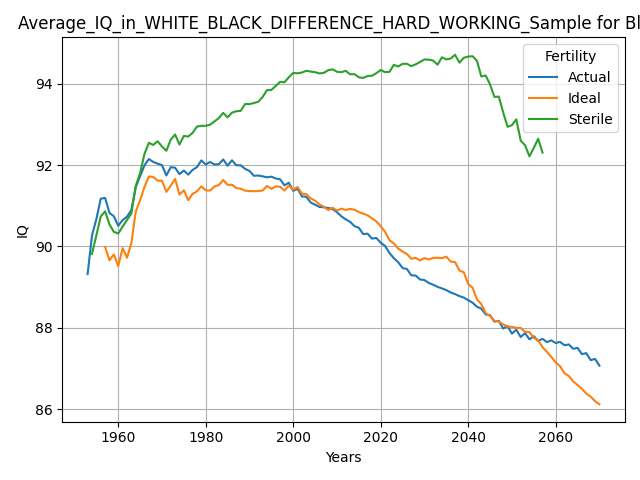 Average_IQ_in_WHITE_BLACK_DIFFERENCE_HARD_WORKING_Sample for Bl
Fertility
Actual
Ideal
Sterile
94
92
90
88
86
IQ
1960 1980 2000 2020 2040 2060
Years